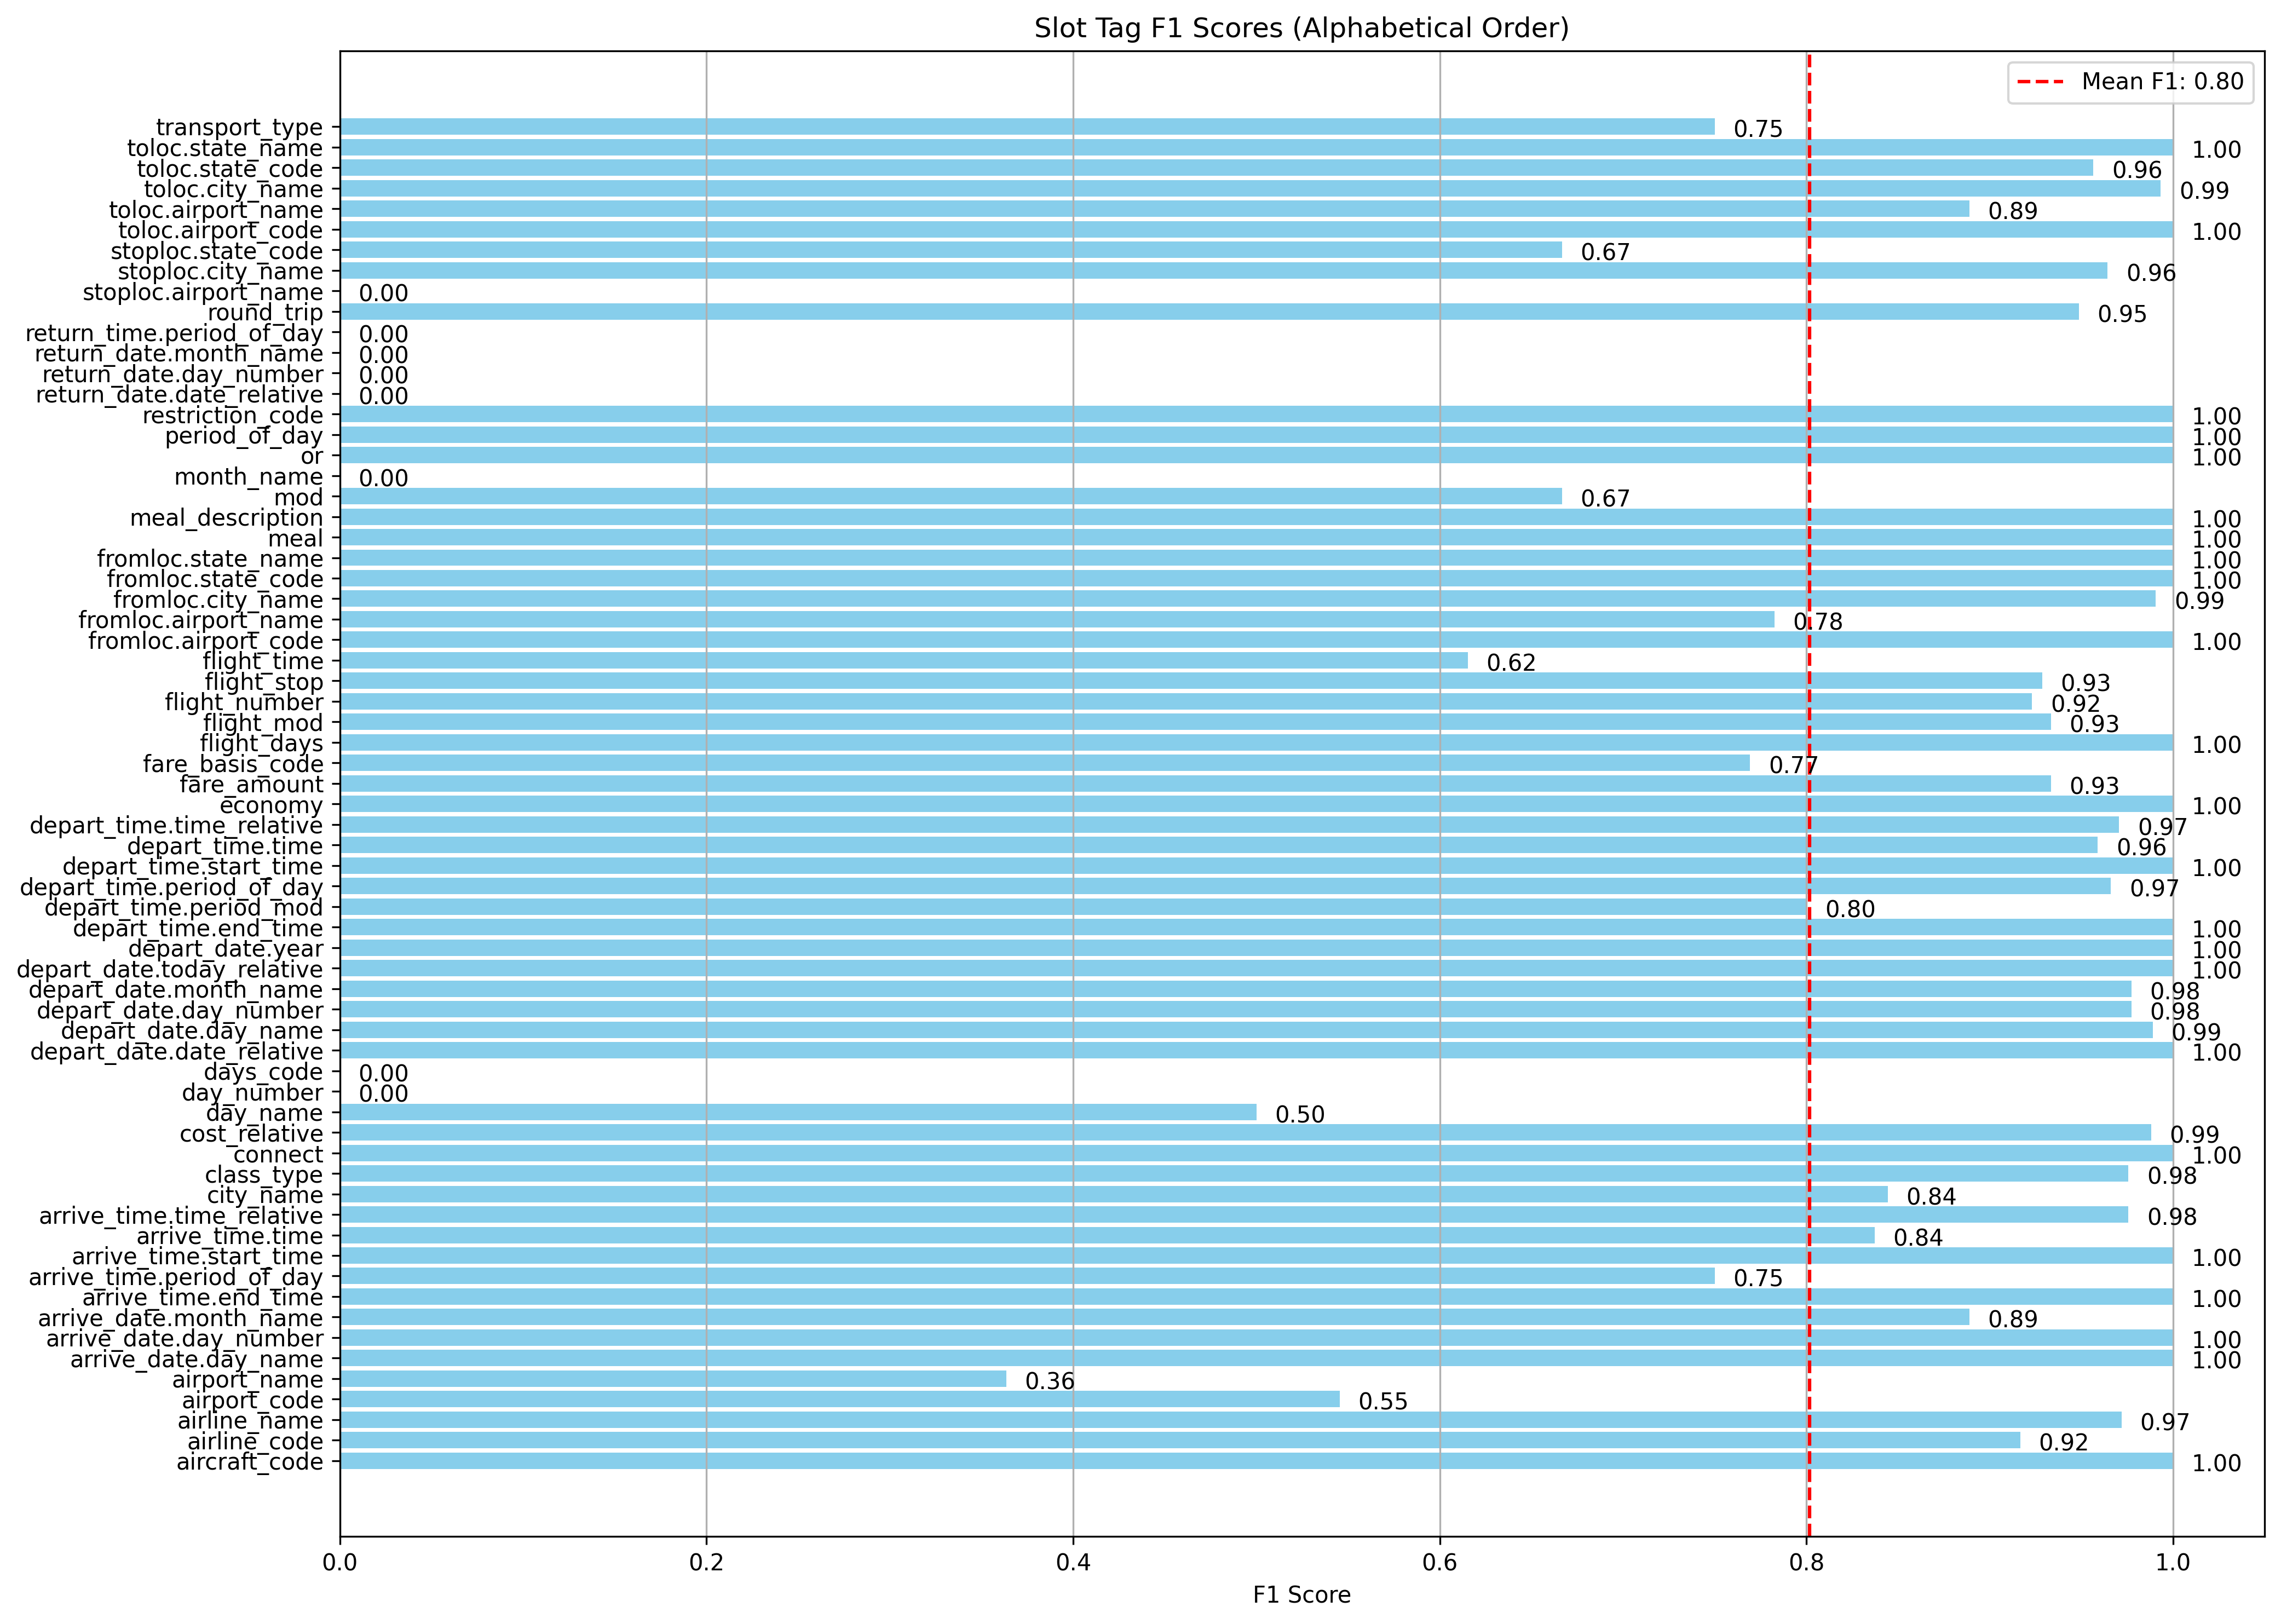 Slot Tag F1 Scores (Alphabetical Order)
Mean F1: 0.80
transport_type 0.75
toloc.state_name 1.00
toloc.state_code 0.96
toloc.city_name 0.99
toloc.airport_name 0.89
toloc.airport_code 1.00
stoploc.state_code 0.67
stoploc.city_name 0.96
stoploc.airport_name 0.00
round_trip 0.95
return_time.period_of_day 0.00
return_date.month_name 0.00
return_date.day_number 0.00
return_date.date_relative 0.00
restriction_code 1.00
period_of_day 1.00
or 1.00
month_name 0.00
mod 0.67
meal_description 1.00
meal 1.00
fromloc.state_name 1.00
fromloc.state_code 1.00
fromloc.city_name 0.99
fromloc.airport_name 0.78
fromloc.airport_code 1.00
flight_time 0.62
flight_stop 0.93
flight_number 0.92
flight_mod 0.93
flight_days 1.00
fare_basis_code 0.77
fare_amount 0.93
economy 1.00
depart_time.time_relative 0.97
depart_time.time 0.96
depart_time.start_time 1.00
depart_time.period_of_day 0.97
depart_time.period_mod 0.80
depart_time.end_time 1.00
depart_date.year 1.00
depart_date.today_relative 1.00
depart_date.month_name 0.98
depart_date.day_number 0.98
depart_date.day_name 0.99
depart_date.date_relative 1.00
days_code 0.00
day_number 0.00
day_name 0.50
cost_relative 0.99
connect 1.00
class_type 0.98
city_name 0.84
arrive_time.time_relative 0.98
arrive_time.time 0.84
arrive_time.start_time 1.00
arrive_time.period_of_day 0.75
arrive_time.end_time 1.00
arrive_date.month_name 0.89
arrive_date.day_number 1.00
arrive_date.day_name 1.00
airport_name 0.36
airport_code 0.55
airline_name 0.97
airline_code 0.92
aircraft_code 1.00
0.0 0.2 0.4 0.6 0.8 1.0
F1 Score